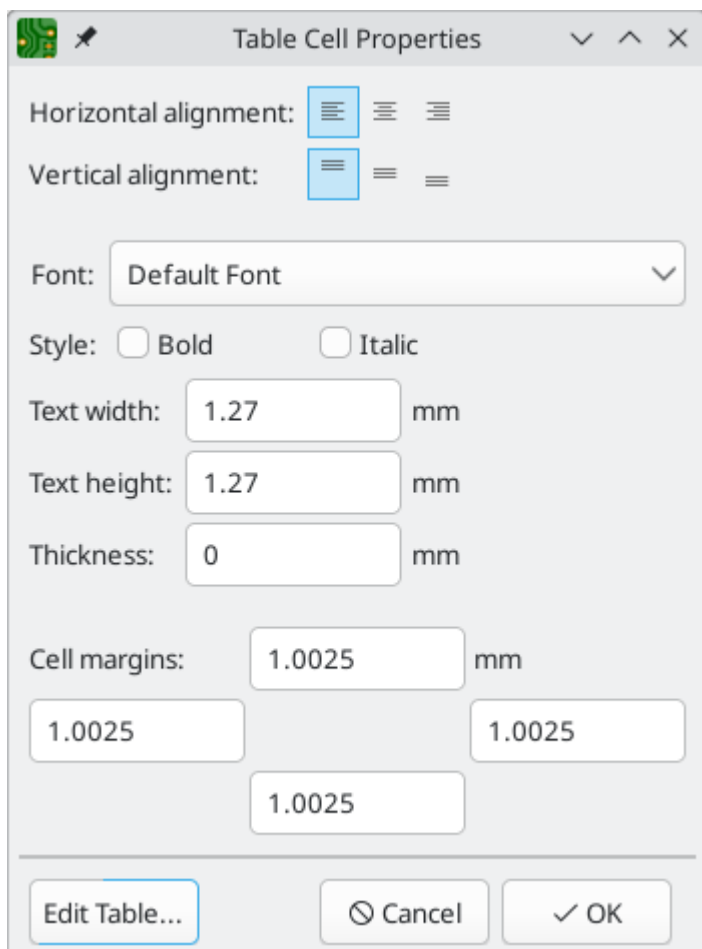 Table Cell Properties
Horizontal alignment:
Vertical alignment:
Font: Default Font
Style: Bold Italic
Text width: 1.27 mm
Text height: 1.27 mm
Thickness: 0 mm
Cell margins: 1.0025 mm
1.0025 1.0025
1.0025
Edit Table... Cancel OK